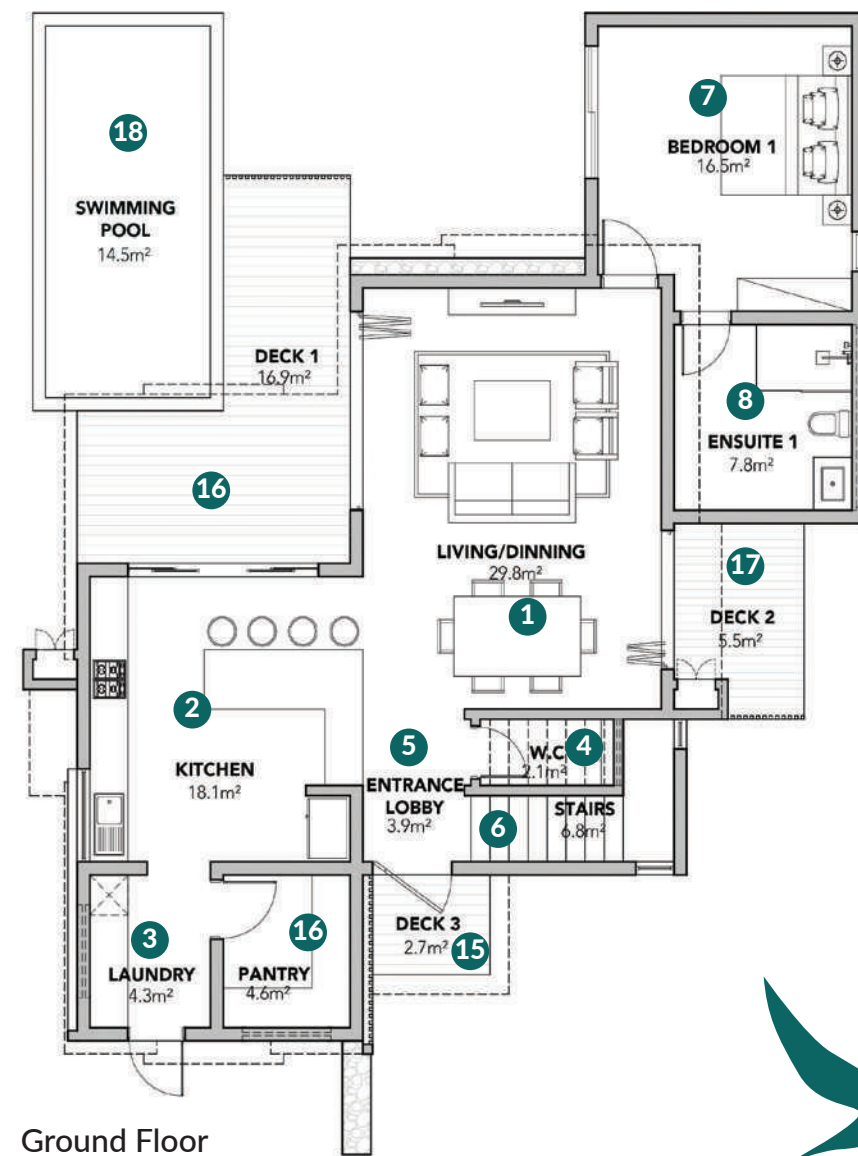 18
SWIMMING
POOL
14.5m²
7
BEDROOM 1
16.5m²
DECK 1
16.9m²
8
ENSUITE 1
7.8m²
16
LIVING/DINNING
29.8m²
1
17
DECK 2
5.5m²
2
KITCHEN
18.1m²
5
ENTRANCE
LOBBY
3.9m²
W.C
2.1m²
4
6
STAIRS
6.8m²
3
LAUNDRY
4.3m²
16
PANTRY
4.6m²
DECK 3
2.7m²
15
Ground Floor